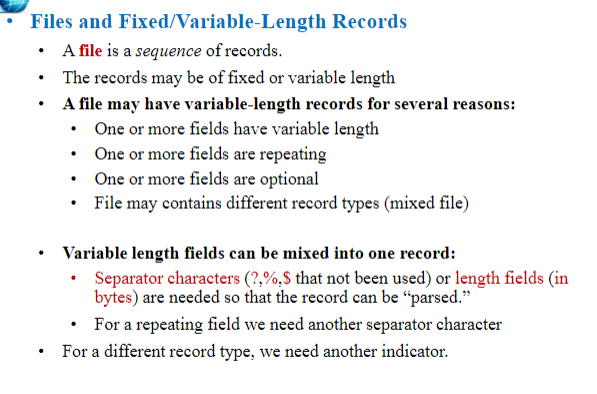 • Files and Fixed/Variable-Length Records
• A file is a sequence of records.
• The records may be of fixed or variable length
• A file may have variable-length records for several reasons:
• One or more fields have variable length
• One or more fields are repeating
• One or more fields are optional
• File may contains different record types (mixed file)
• Variable length fields can be mixed into one record:
• Separator characters (?,%,$ that not been used) or length fields (in
bytes) are needed so that the record can be “parsed.”
• For a repeating field we need another separator character
• For a different record type, we need another indicator.